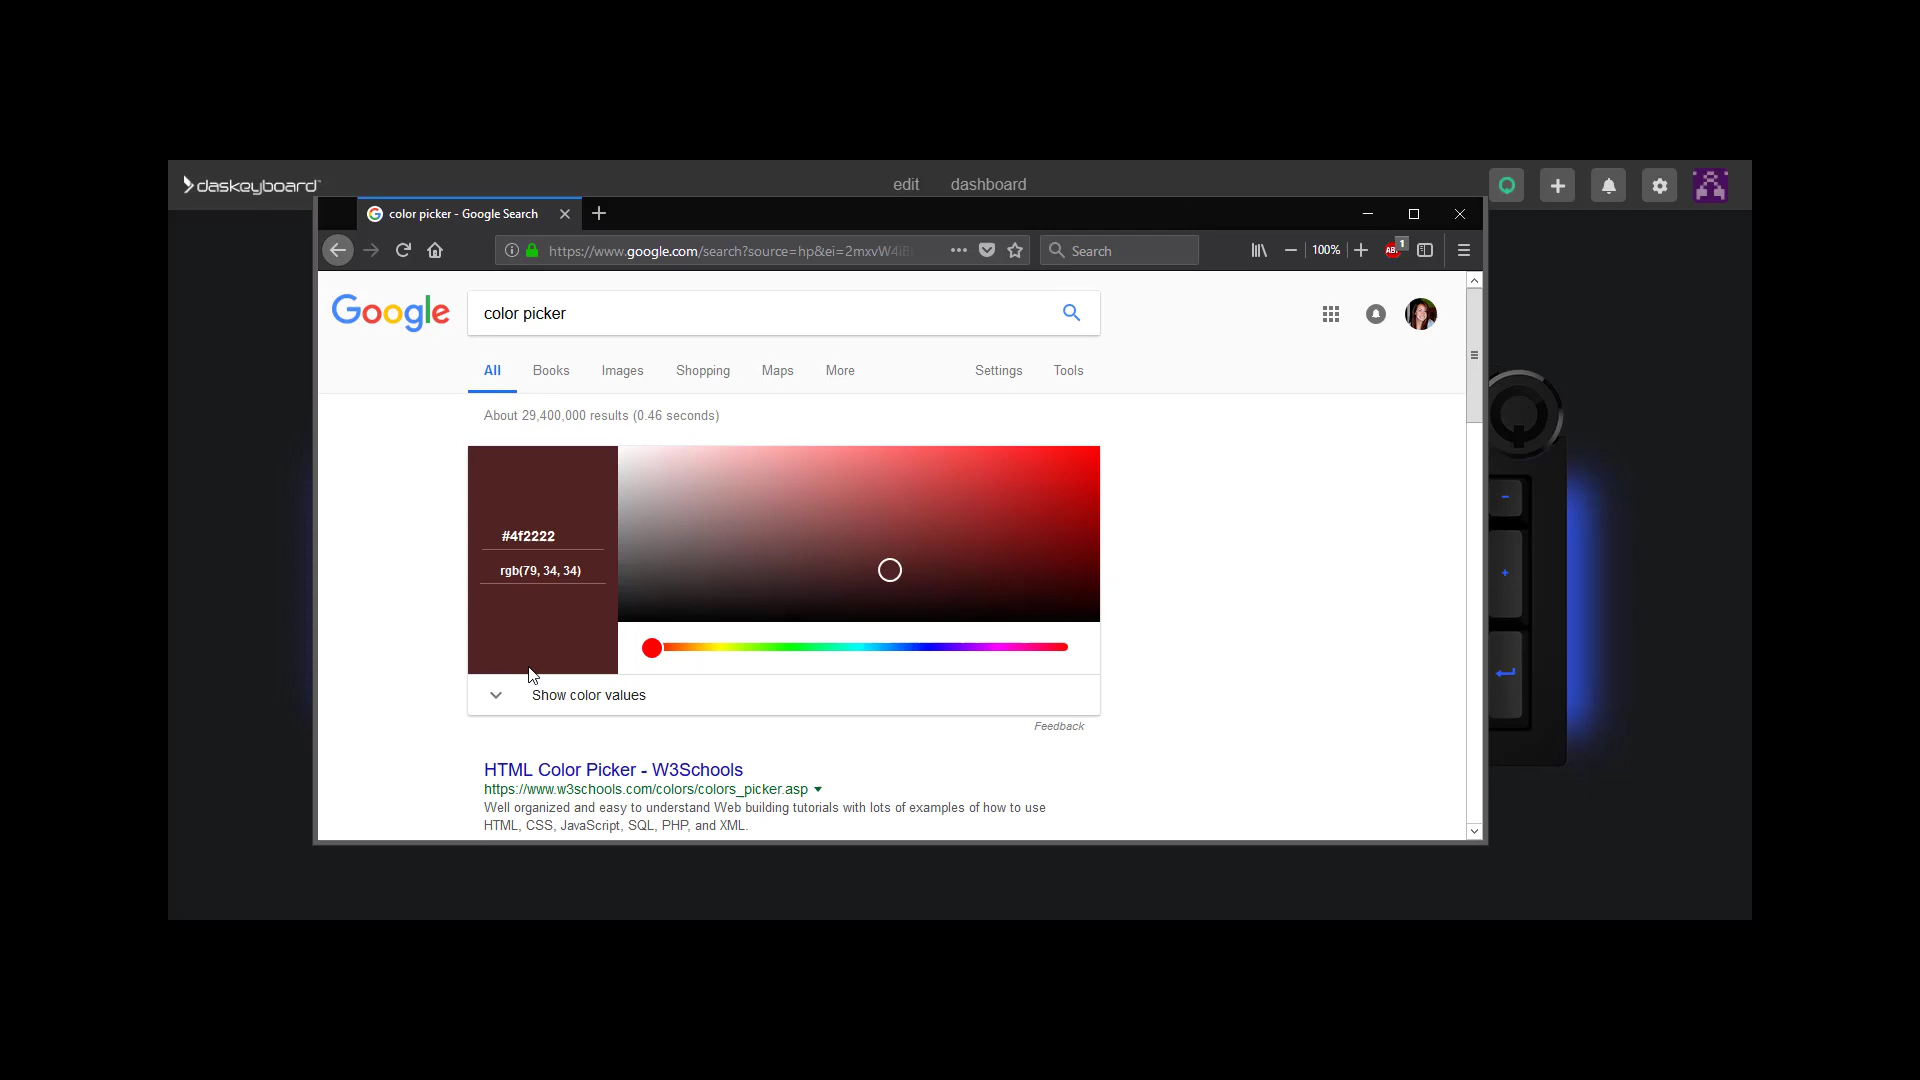 daskeyboard
edit dashboard
color picker - Google Search
https://www.google.com/search?source=hp&ei=2mxvW4i
Search
100%
ABP 1
Google
color picker
All Books Images Shopping Maps More Settings Tools
About 29,400,000 results (0.46 seconds)
#4f2222
rgb(79, 34, 34)
Show color values
Feedback
HTML Color Picker - W3Schools
https://www.w3schools.com/colors/colors_picker.asp
Well organized and easy to understand Web building tutorials with lots of examples of how to use
HTML, CSS, JavaScript, SQL, PHP, and XML.